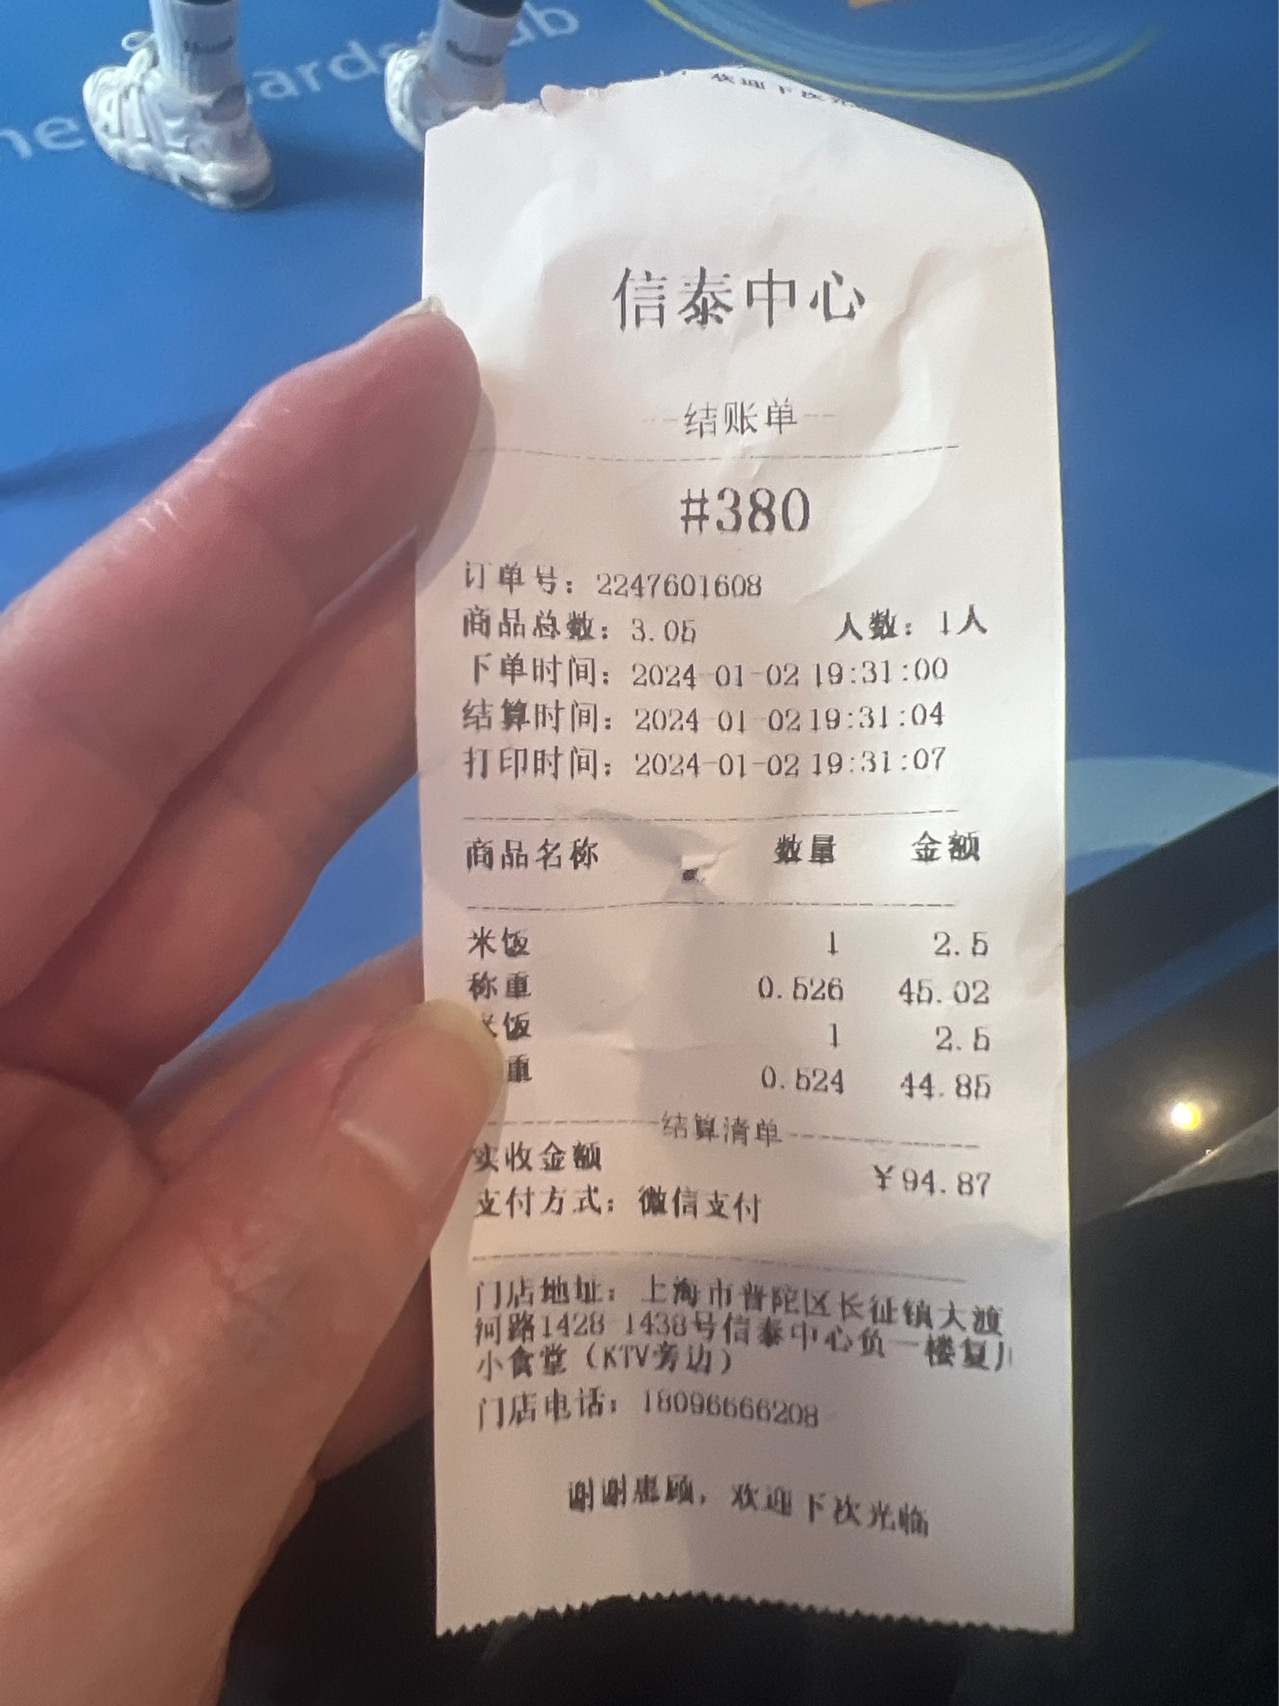 欢迎下次光
信泰中心
--结账单--
#380
订单号：2247601608
商品总数：3.05 人数：1人
下单时间：2024-01-02 19:31:00
结算时间：2024-01-02 19:31:04
打印时间：2024-01-02 19:31:07
商品名称 数量 金额
米饭 1 2.5
称重 0.526 45.02
米饭 1 2.5
重 0.524 44.85
结算清单
实收金额 ¥94.87
支付方式：微信支付
门店地址：上海市普陀区长征镇大渡
河路1428-1438号信泰中心负一楼夏
小食堂（KTV旁边）
门店电话：18096666208
谢谢惠顾，欢迎下次光临